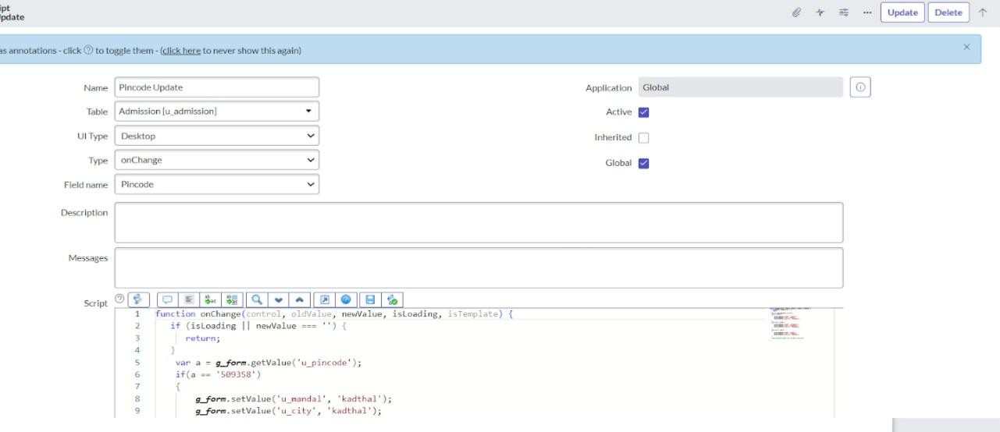 ipt
Update
Update Delete
as annotations - click ? to toggle them - (click here to never show this again)
Name Pincode Update
Application Global
Table Admission [u_admission]
Active
UI Type Desktop
Inherited
Type onChange
Global
Field name Pincode
Description
Messages
Script
1 function onChange(control, oldValue, newValue, isLoading, isTemplate) {
2 if (isLoading || newValue === '') {
3 return;
4 }
5 var a = g_form.getValue('u_pincode');
6 if(a == '509358')
7 {
8 g_form.setValue('u_mandal', 'kadthal');
9 g_form.setValue('u_city', 'kadthal');